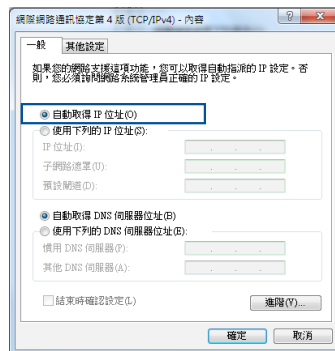 網際網路通訊協定第 4 版 (TCP/IPv4) - 內容
一般
其他設定
如果您的網路支援這項功能，您可以取得自動指派的 IP 設定。否
則，您必須詢問網路系統管理員正確的 IP 設定。
自動取得 IP 位址(O)
使用下列的 IP 位址(S):
IP 位址(I):
子網路遮罩(U):
預設閘道(D):
自動取得 DNS 伺服器位址(B)
使用下列的 DNS 伺服器位址(E):
慣用 DNS 伺服器(P):
其他 DNS 伺服器(A):
結束時確認設定(L)
進階(V)...
確定
取消